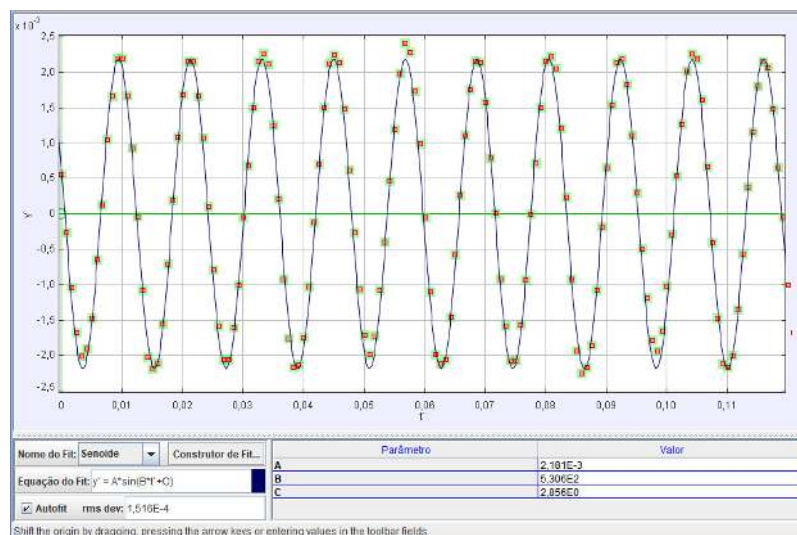 x 10⁻³
2,5
2,0
1,5
1,0
0,5
y'
0
-0,5
-1,0
-1,5
-2,0
-2,5
0 0,01 0,02 0,03 0,04 0,05 0,06 0,07 0,08 0,09 0,10 0,11
t'
Nome do Fit: Senoide Construtor de Fit...
Equação do Fit: y' = A*sin(B*t'+C)
Autofit rms dev: 1,516E-4
Parâmetro Valor
A 2,181E-3
B 5,306E2
C 2,856E0
Shift the origin by dragging, pressing the arrow keys or entering values in the toolbar fields.